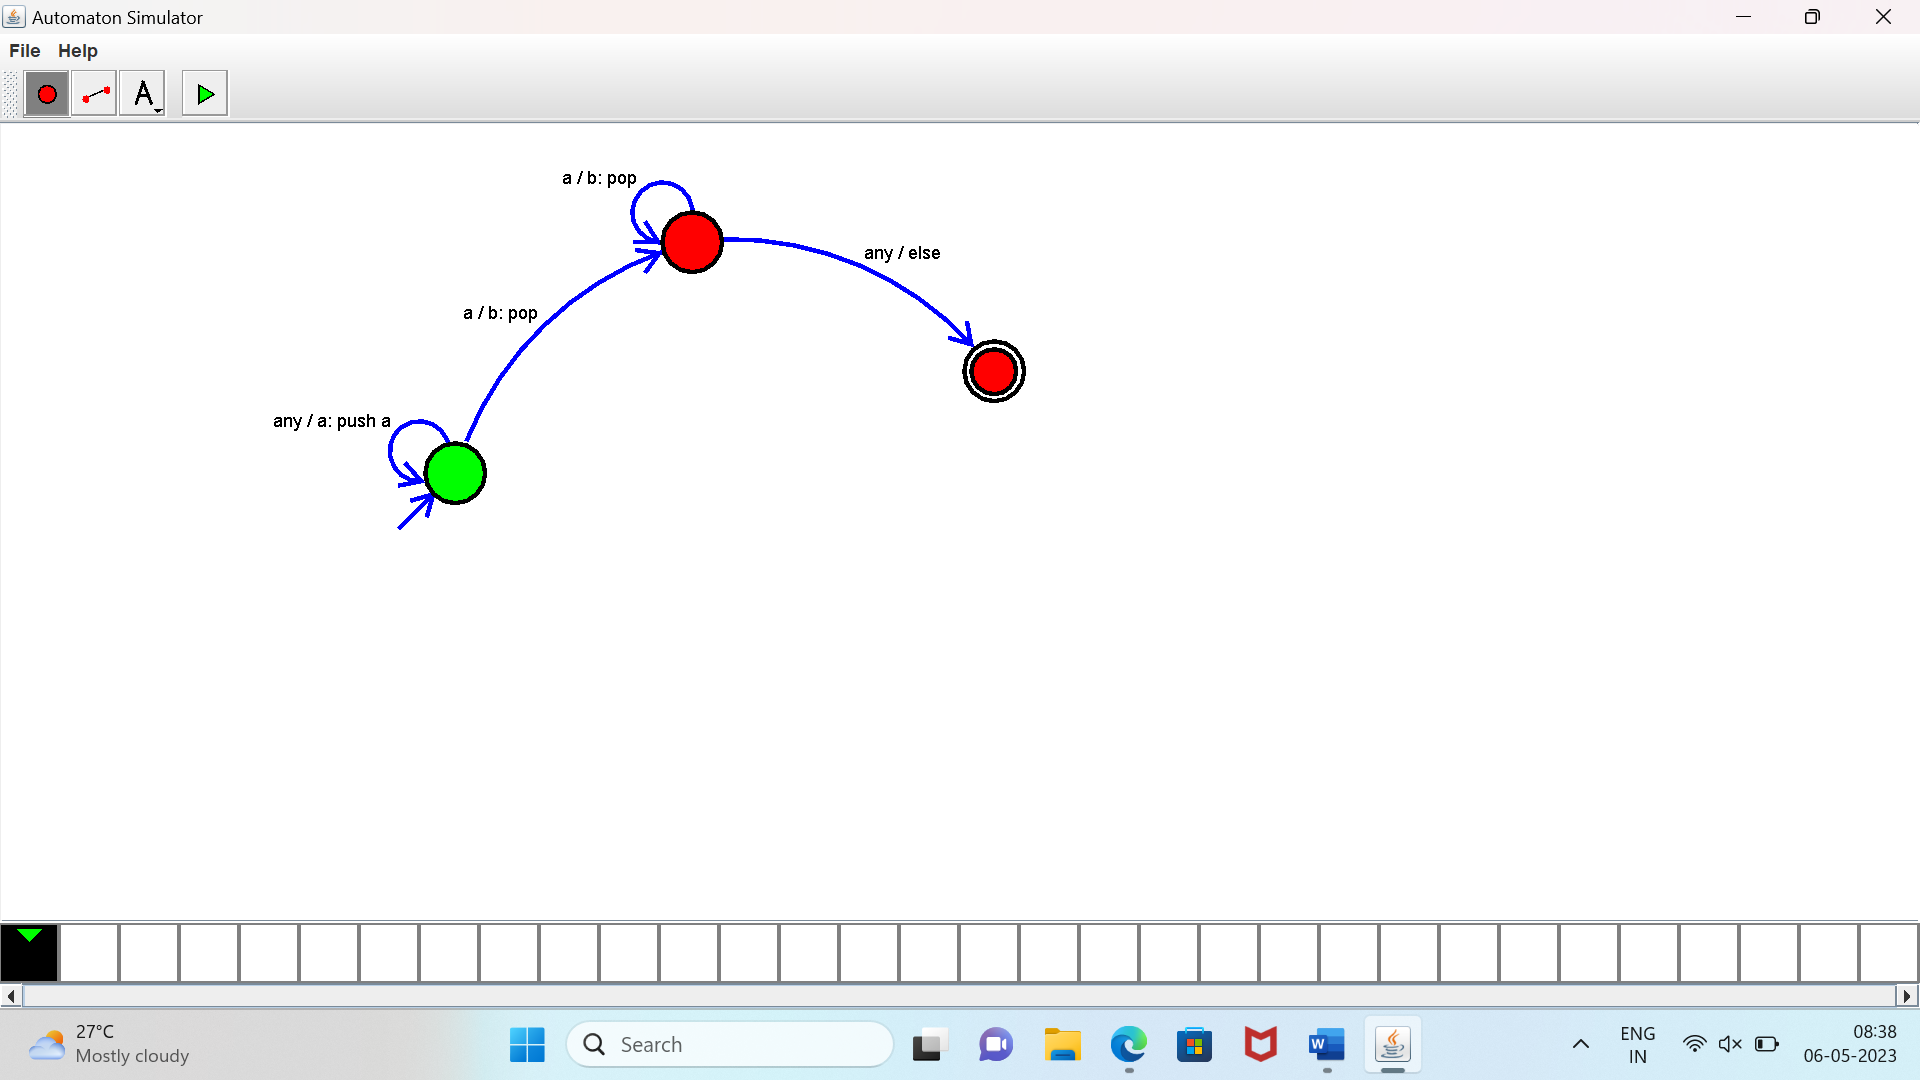 Automaton Simulator
File Help
A
a / b: pop
any / else
a / b: pop
any / a: push a
27°C
Mostly cloudy
Search
W
ENG
IN
08:38
06-05-2023